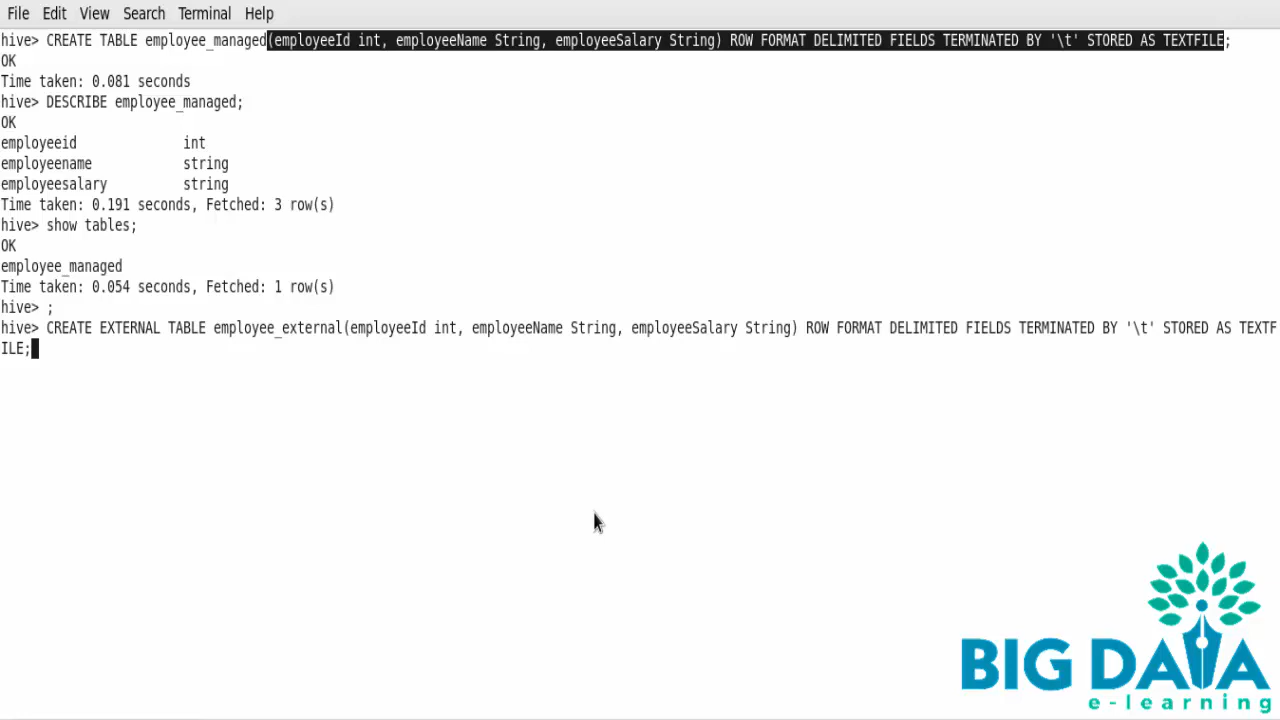 File Edit View Search Terminal Help
hive> CREATE TABLE employee_managed(employeeId int, employeeName String, employeeSalary String) ROW FORMAT DELIMITED FIELDS TERMINATED BY '\t' STORED AS TEXTFILE;
OK
Time taken: 0.081 seconds
hive> DESCRIBE employee_managed;
OK
employeeid int
employeename string
employeesalary string
Time taken: 0.191 seconds, Fetched: 3 row(s)
hive> show tables;
OK
employee_managed
Time taken: 0.054 seconds, Fetched: 1 row(s)
hive> ;
hive> CREATE EXTERNAL TABLE employee_external(employeeId int, employeeName String, employeeSalary String) ROW FORMAT DELIMITED FIELDS TERMINATED BY '\t' STORED AS TEXTF
ILE;
BIG DATA
e-learning